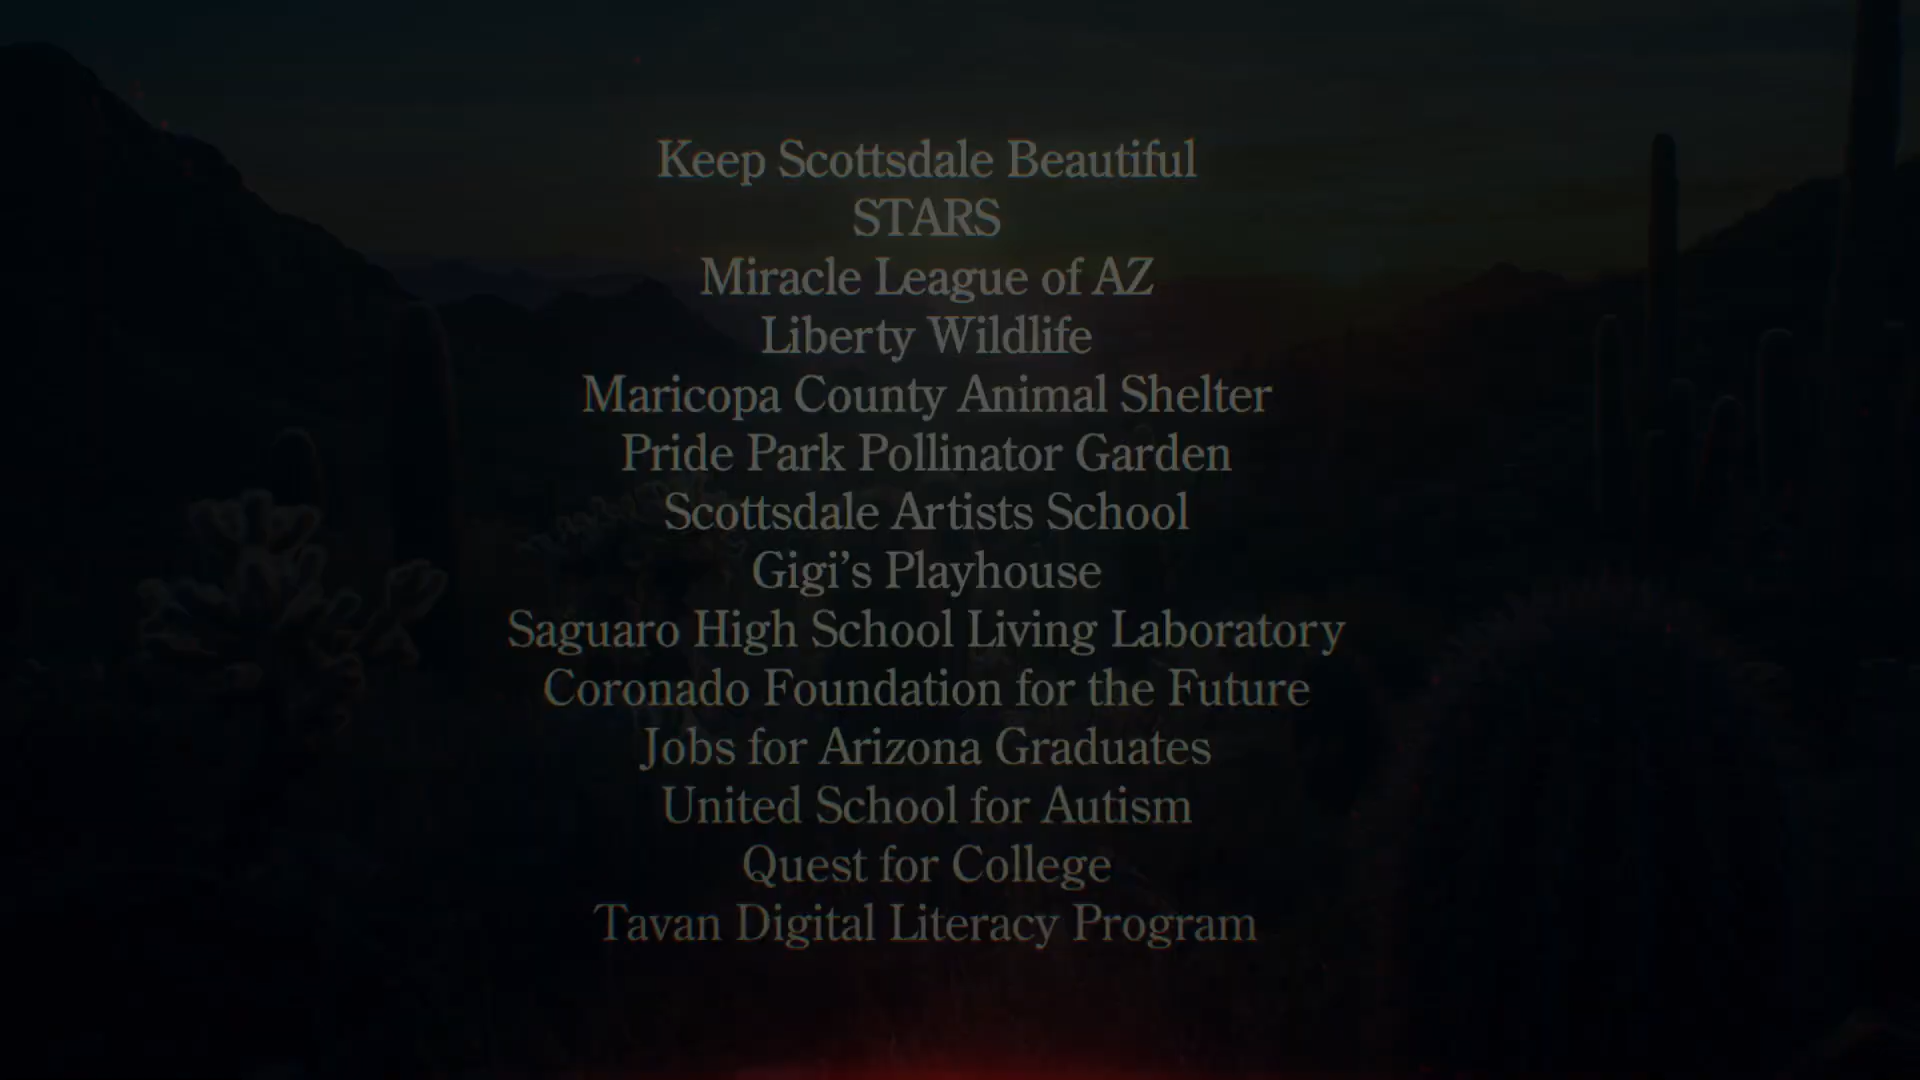 Keep Scottsdale Beautiful
STARS
Miracle League of AZ
Liberty Wildlife
Maricopa County Animal Shelter
Pride Park Pollinator Garden
Scottsdale Artists School
Gigi’s Playhouse
Saguaro High School Living Laboratory
Coronado Foundation for the Future
Jobs for Arizona Graduates
United School for Autism
Quest for College
Tavan Digital Literacy Program